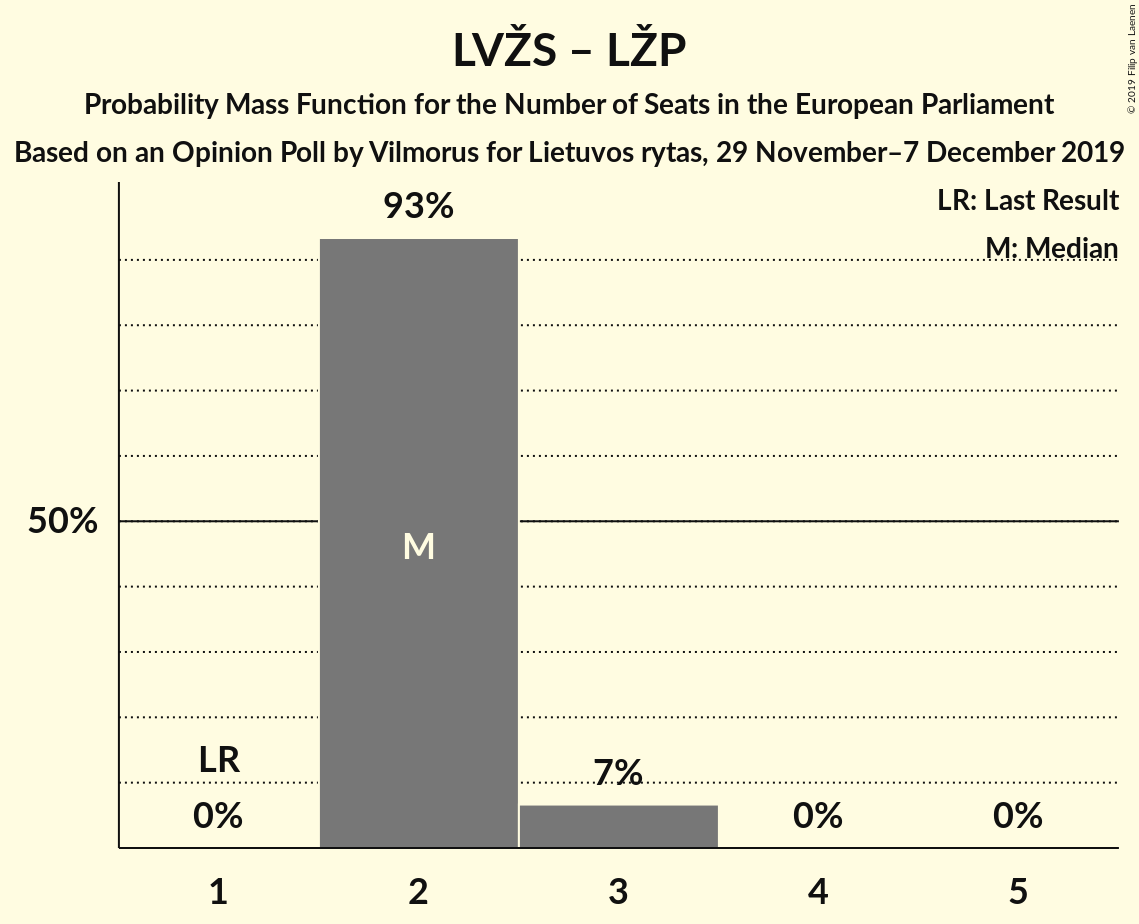 LVŽS – LŽP
Probability Mass Function for the Number of Seats in the European Parliament
Based on an Opinion Poll by Vilmorus for Lietuvos rytas, 29 November–7 December 2019
© 2019 Filip van Laenen
LR: Last Result
M: Median
93%
50%
M
LR
7%
0%
0%
0%
1
2
3
4
5